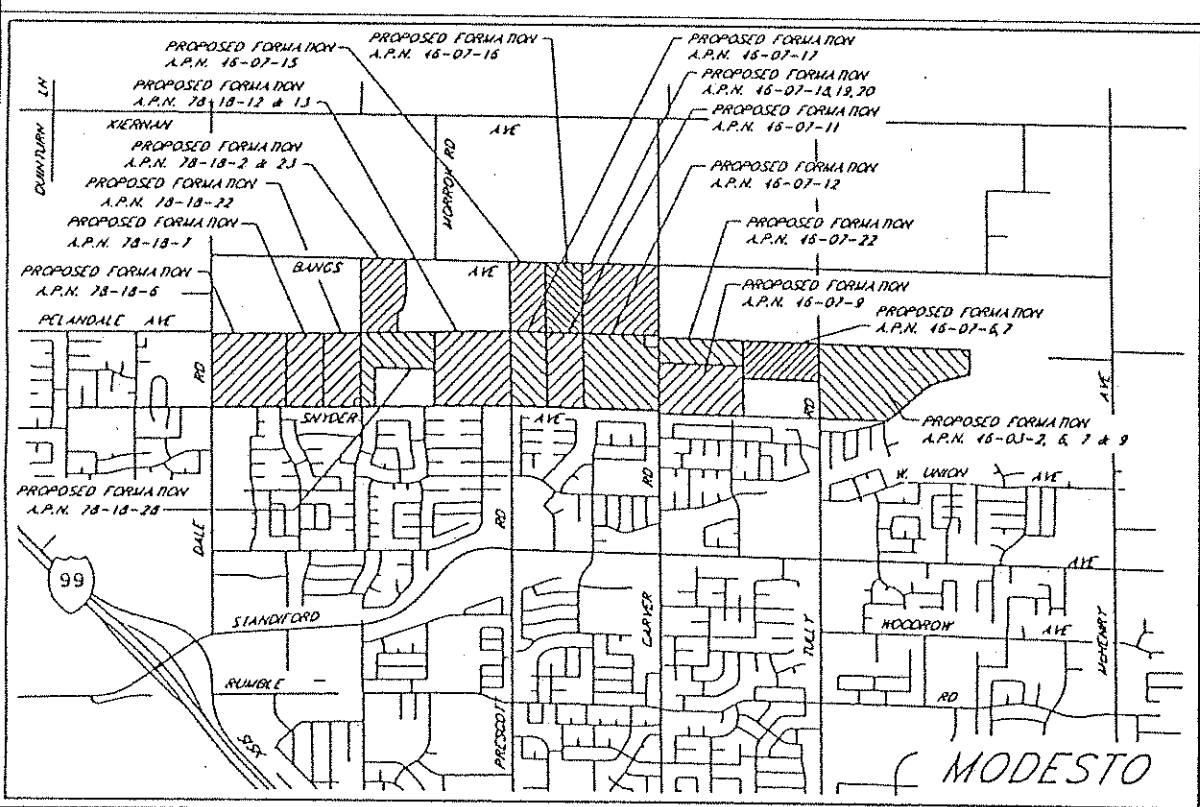 PROPOSED FORMATION
A.P.N. 46-07-15
PROPOSED FORMATION
A.P.N. 46-07-16
PROPOSED FORMATION
A.P.N. 46-07-17
PROPOSED FORMATION
A.P.N. 46-07-18,19,20
PROPOSED FORMATION
A.P.N. 78-18-12 & 13
PROPOSED FORMATION
A.P.N. 46-07-11
QUINTURN LN
KIERNAN AVE
MORROW RD
PROPOSED FORMATION
A.P.N. 78-18-2 & 23
PROPOSED FORMATION
A.P.N. 46-07-12
PROPOSED FORMATION
A.P.N. 78-18-22
PROPOSED FORMATION
A.P.N. 78-18-7
PROPOSED FORMATION
A.P.N. 46-07-22
PROPOSED FORMATION
A.P.N. 78-18-6
BANGS AVE
PROPOSED FORMATION
A.P.N. 46-07-9
PROPOSED FORMATION
A.P.N. 46-07-6,7
PELANDALE AVE
RD
AVE
SNYDER AVE
RD
PROPOSED FORMATION
A.P.N. 46-03-2, 6, 7 & 9
W. UNION AVE
RD
PROPOSED FORMATION
A.P.N. 78-18-28
DALE
RD
AVE
99
STANDIFORD
CARVER
TULLY
WOODROW AVE
McHENRY
RUMBLE
RD
PRESCOTT
SISK
MODESTO